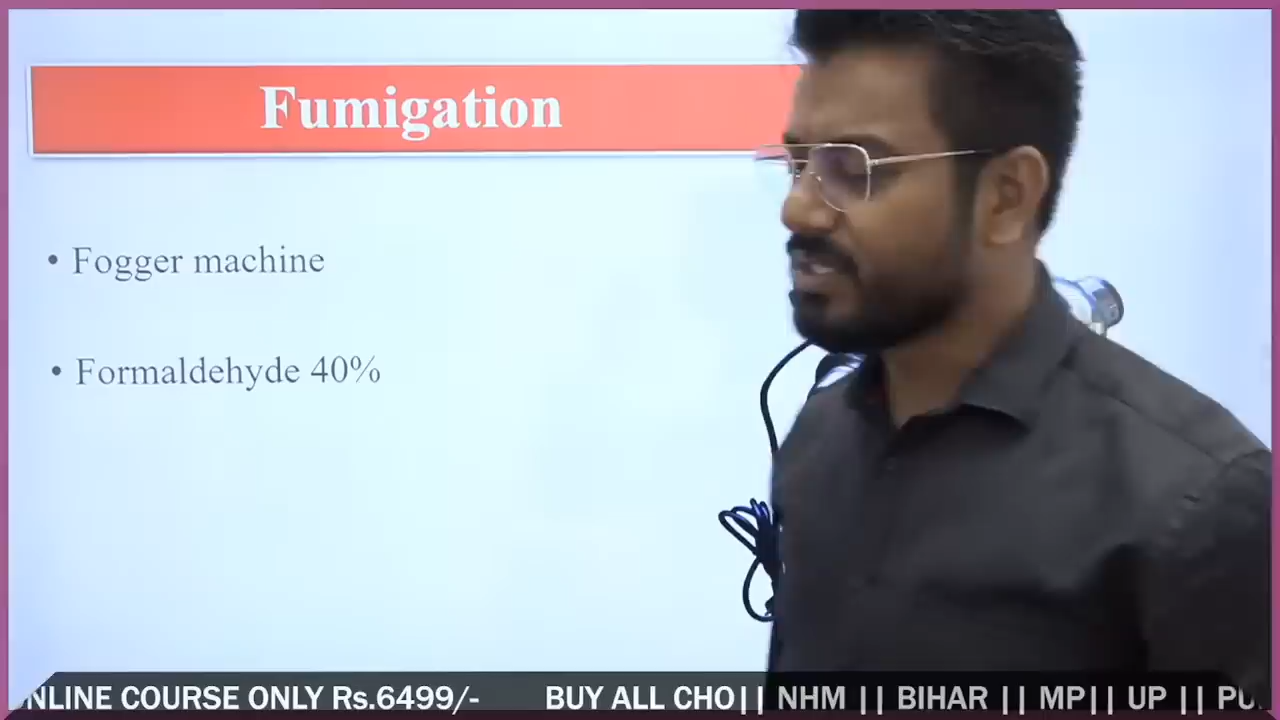 Fumigation
• Fogger machine
• Formaldehyde 40%
NLINE COURSE ONLY Rs.6499/- BUY ALL CHO|| NHM || BIHAR || MP|| UP ||